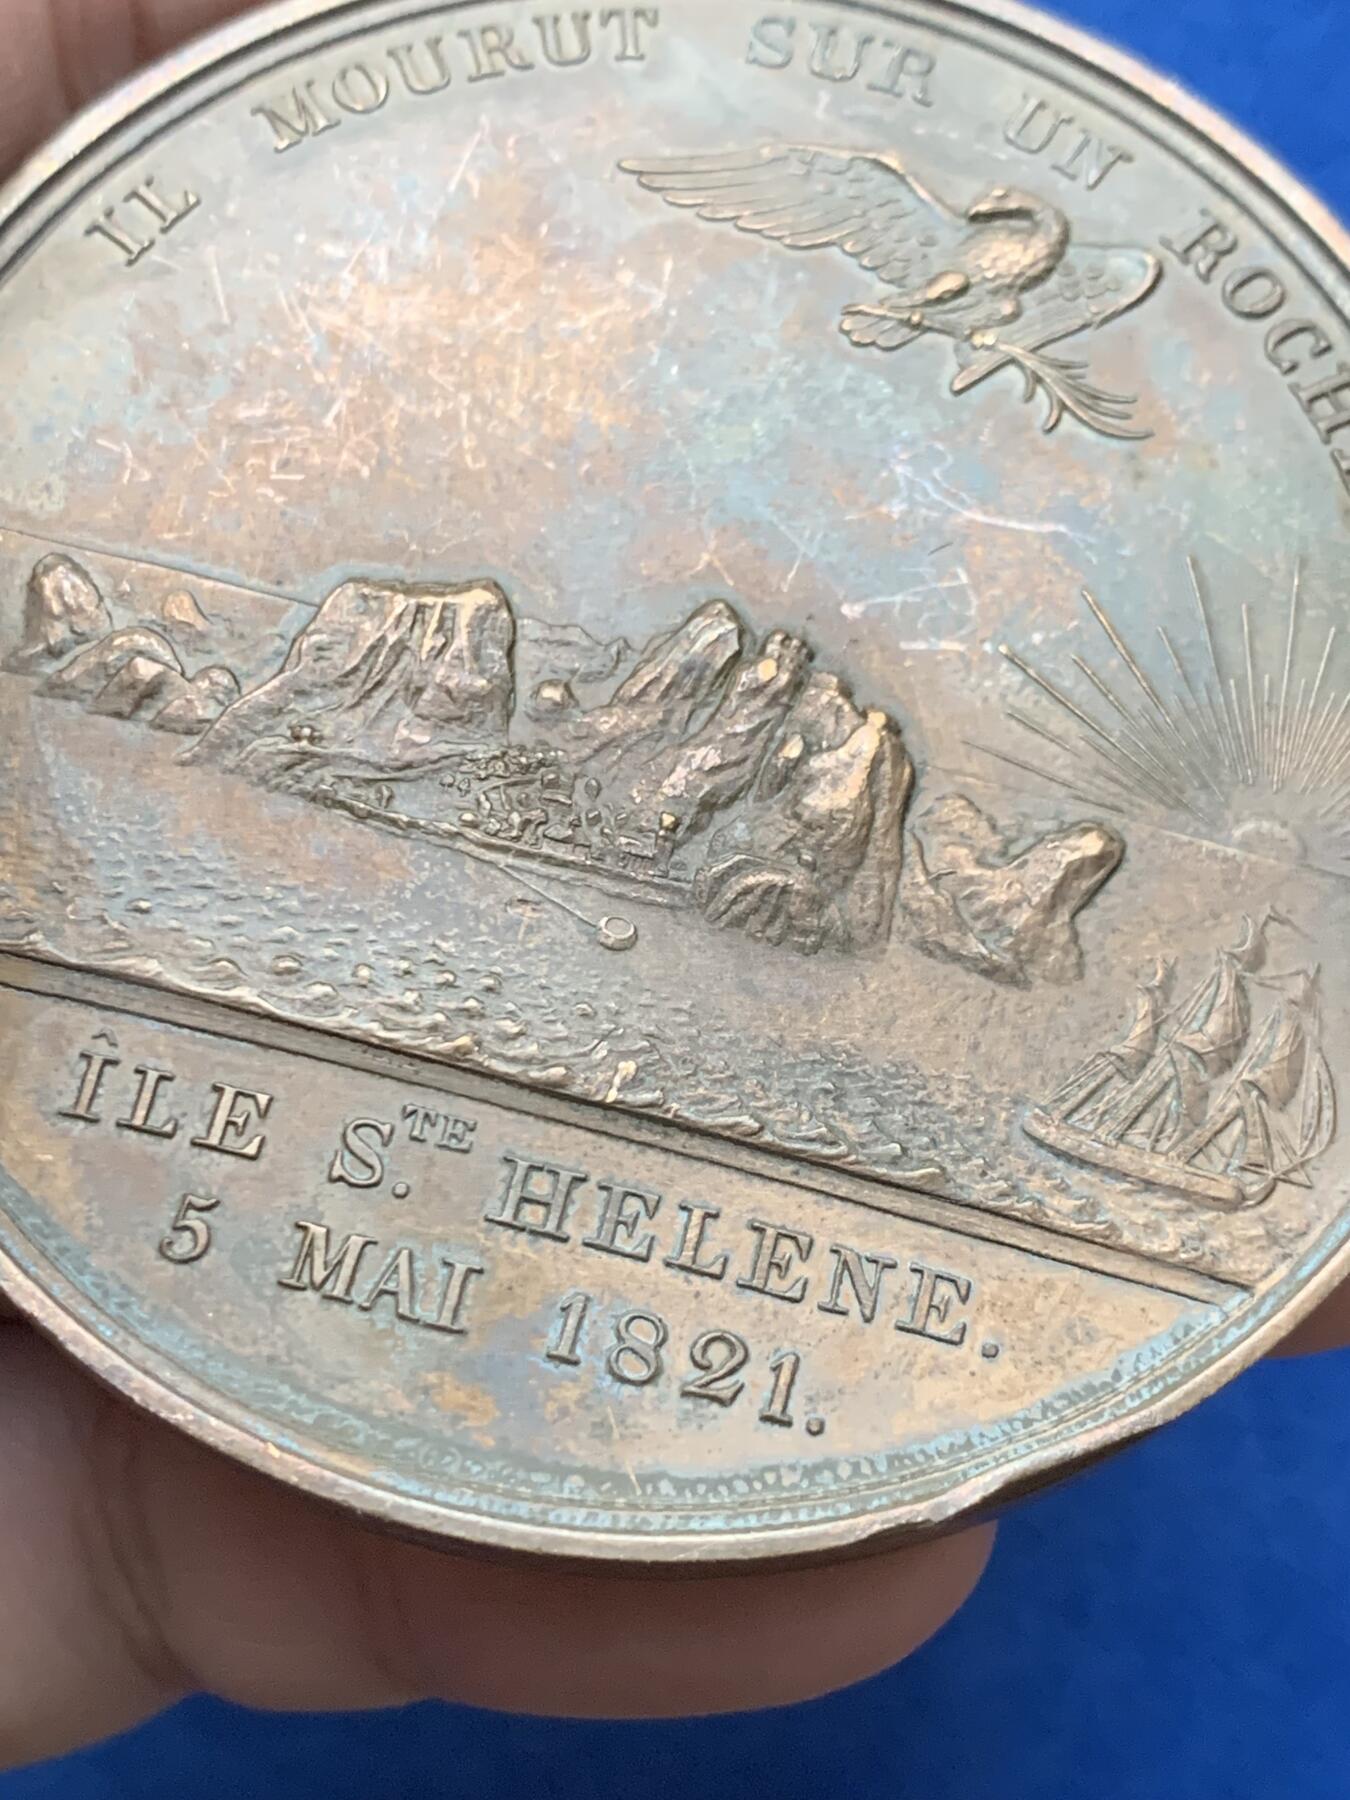 IL MOURUT SUR UN ROCH
ÎLE S.TE HELENE.
5 MAI 1821.